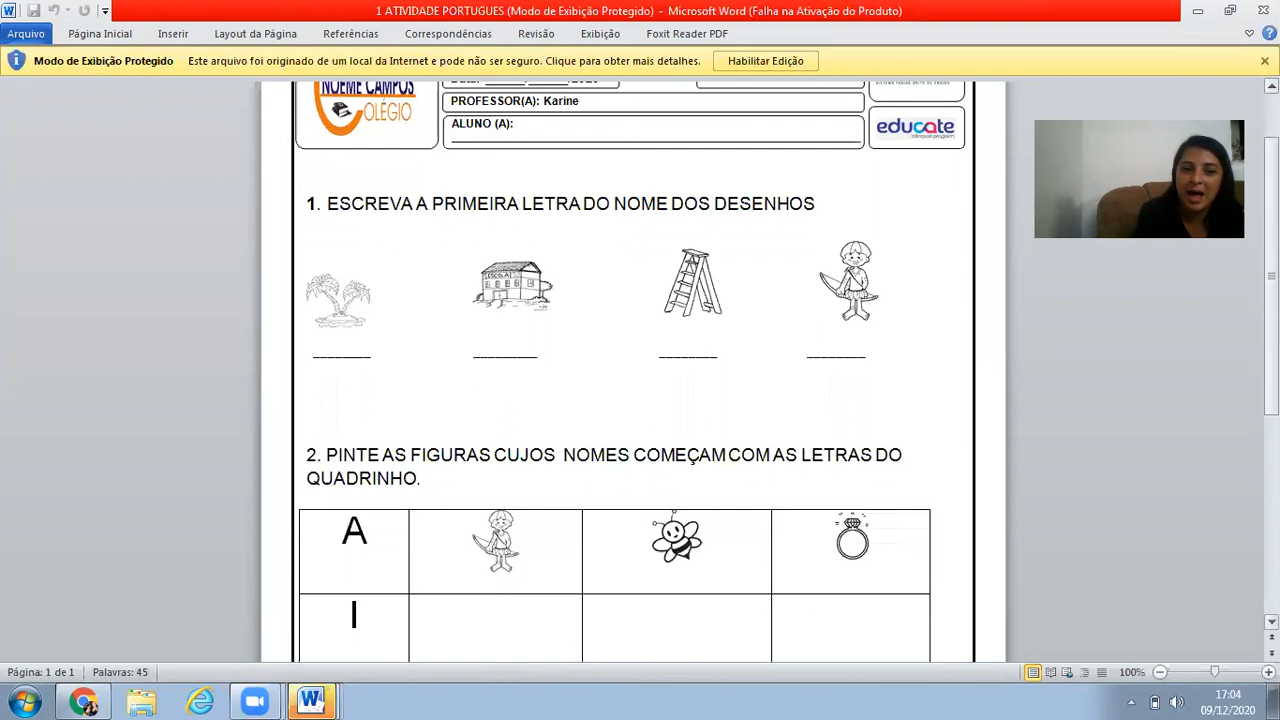 1 ATIVIDADE PORTUGUES (Modo de Exibição Protegido) - Microsoft Word (Falha na Ativação do Produto)
Arquivo Página Inicial Inserir Layout da Página Referências Correspondências Revisão Exibição Foxit Reader PDF
Modo de Exibição Protegido Este arquivo foi originado de um local da Internet e pode não ser seguro. Clique para obter mais detalhes. Habilitar Edição
NOEME CAMPOS
COLÉGIO
PROFESSOR(A): Karine
ALUNO (A):
educate
1. ESCREVA A PRIMEIRA LETRA DO NOME DOS DESENHOS
ESCOLA
2. PINTE AS FIGURAS CUJOS NOMES COMEÇAM COM AS LETRAS DO
QUADRINHO.
A
I
Página: 1 de 1 Palavras: 45 100%
17:04
09/12/2020